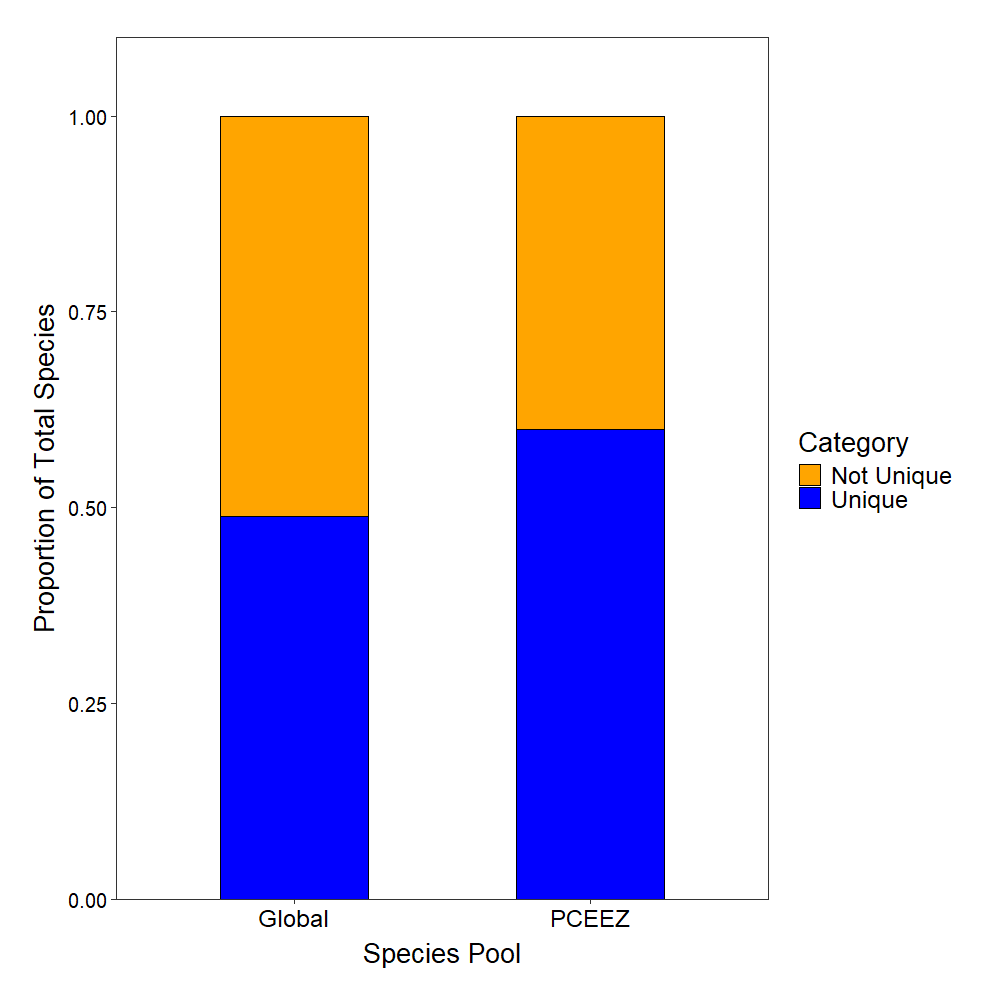 1.00
0.75
0.50
0.25
0.00
Proportion of Total Species
Global
PCEEZ
Species Pool
Category
Not Unique
Unique